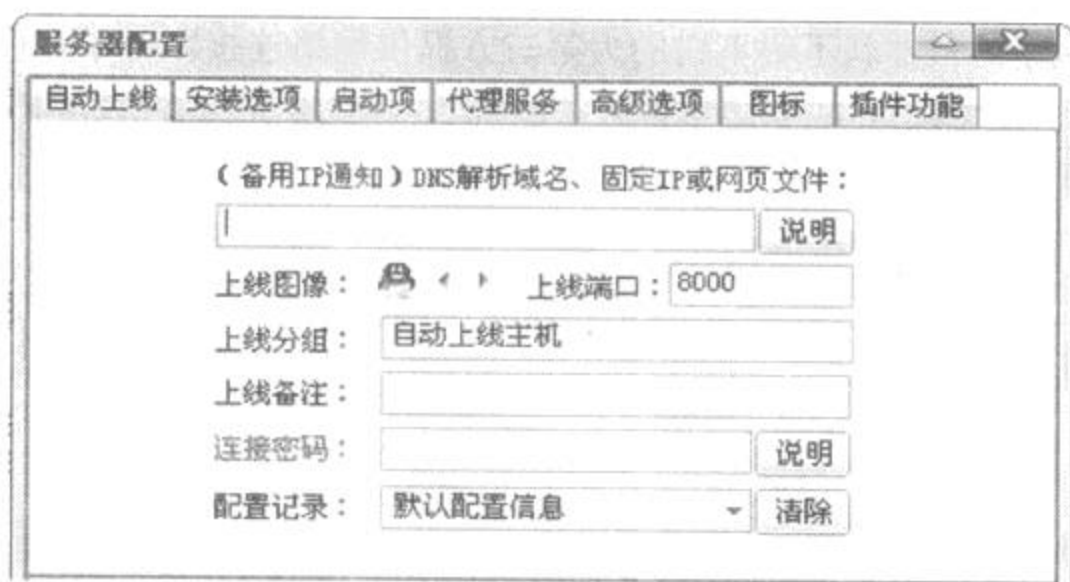 服务器配置
自动上线 安装选项 启动项 代理服务 高级选项 图标 插件功能
（备用IP通知）DNS解析域名、固定IP或网页文件：
说明
上线图像： 上线端口：8000
上线分组： 自动上线主机
上线备注：
连接密码： 说明
配置记录： 默认配置信息 清除